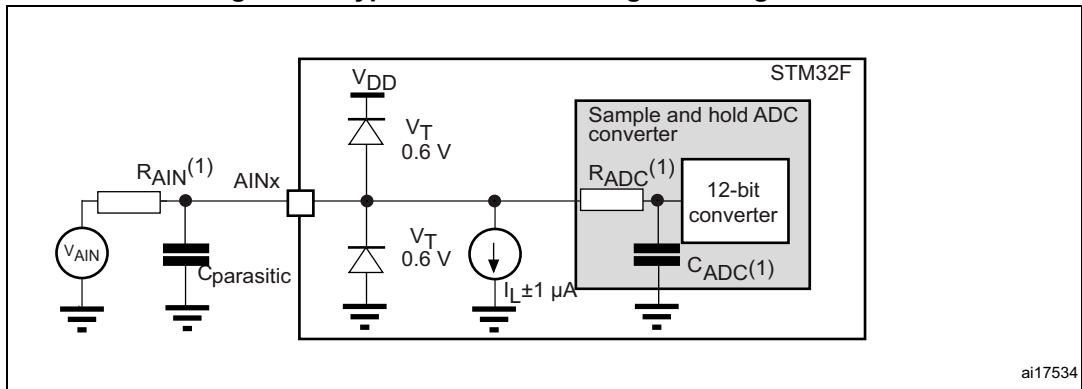 STM32F
VDD
VT
0.6 V
Sample and hold ADC
converter
RAIN(1)
AINx
RADC(1)
12-bit
converter
VAIN
Cparasitic
VT
0.6 V
IL±1 µA
CADC(1)
ai17534